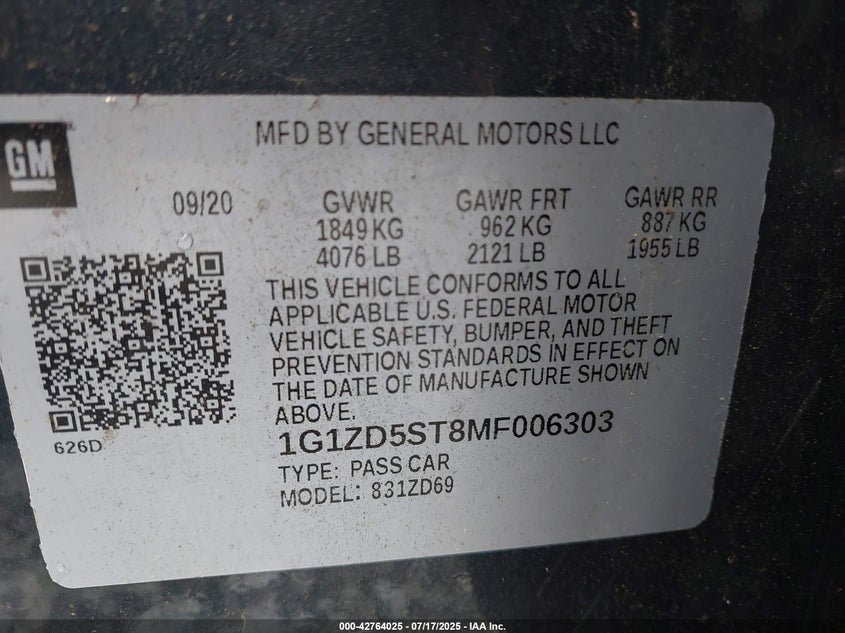 GM
MFD BY GENERAL MOTORS LLC
09/20 GVWR GAWR FRT GAWR RR
1849 KG 962 KG 887 KG
4076 LB 2121 LB 1955 LB
THIS VEHICLE CONFORMS TO ALL
APPLICABLE U.S. FEDERAL MOTOR
VEHICLE SAFETY, BUMPER, AND THEFT
PREVENTION STANDARDS IN EFFECT ON
THE DATE OF MANUFACTURE SHOWN
ABOVE.
626D
1G1ZD5ST8MF006303
TYPE: PASS CAR
MODEL: 831ZD69
000-42764025 - 07/17/2025 - IAA Inc.